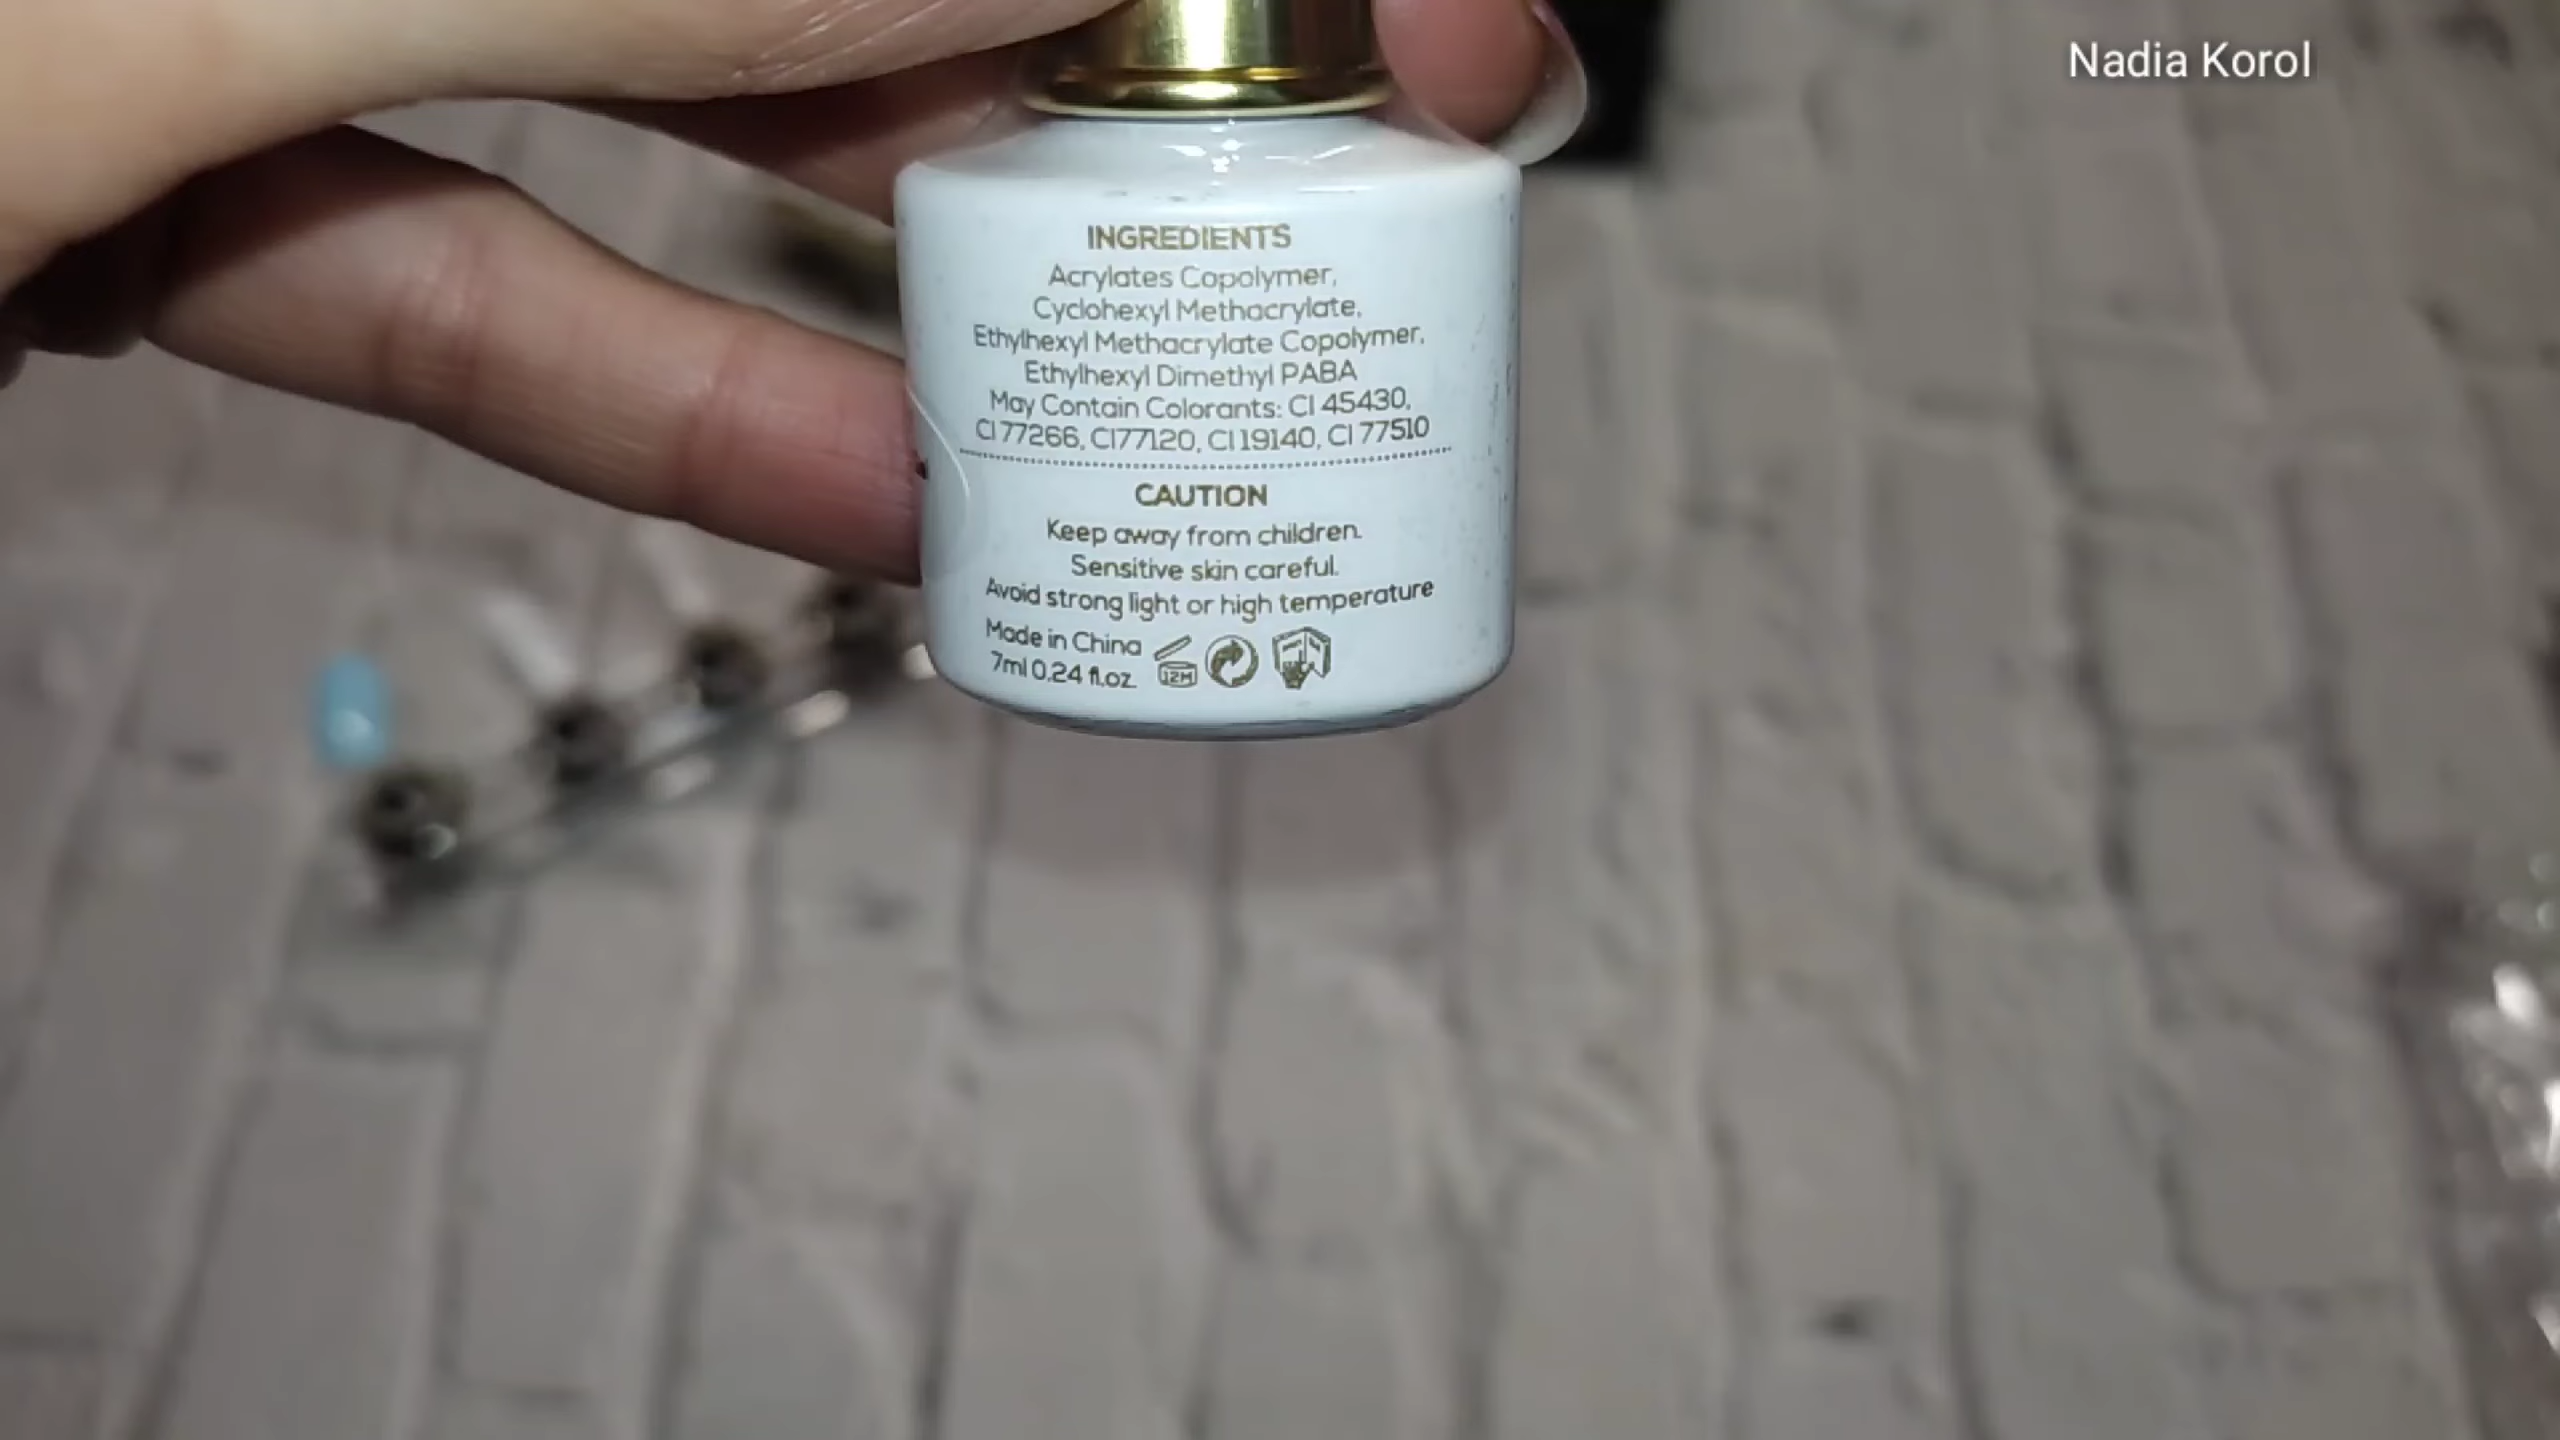 Nadia Korol
INGREDIENTS
Acrylates Copolymer,
Cyclohexyl Methacrylate,
Ethylhexyl Methacrylate Copolymer,
Ethylhexyl Dimethyl PABA
May Contain Colorants: CI 45430,
CI 77266, CI77120, CI 19140, CI 77510
CAUTION
Keep away from children.
Sensitive skin careful.
Avoid strong light or high temperature
Made in China
7ml 0.24 fl.oz
12M